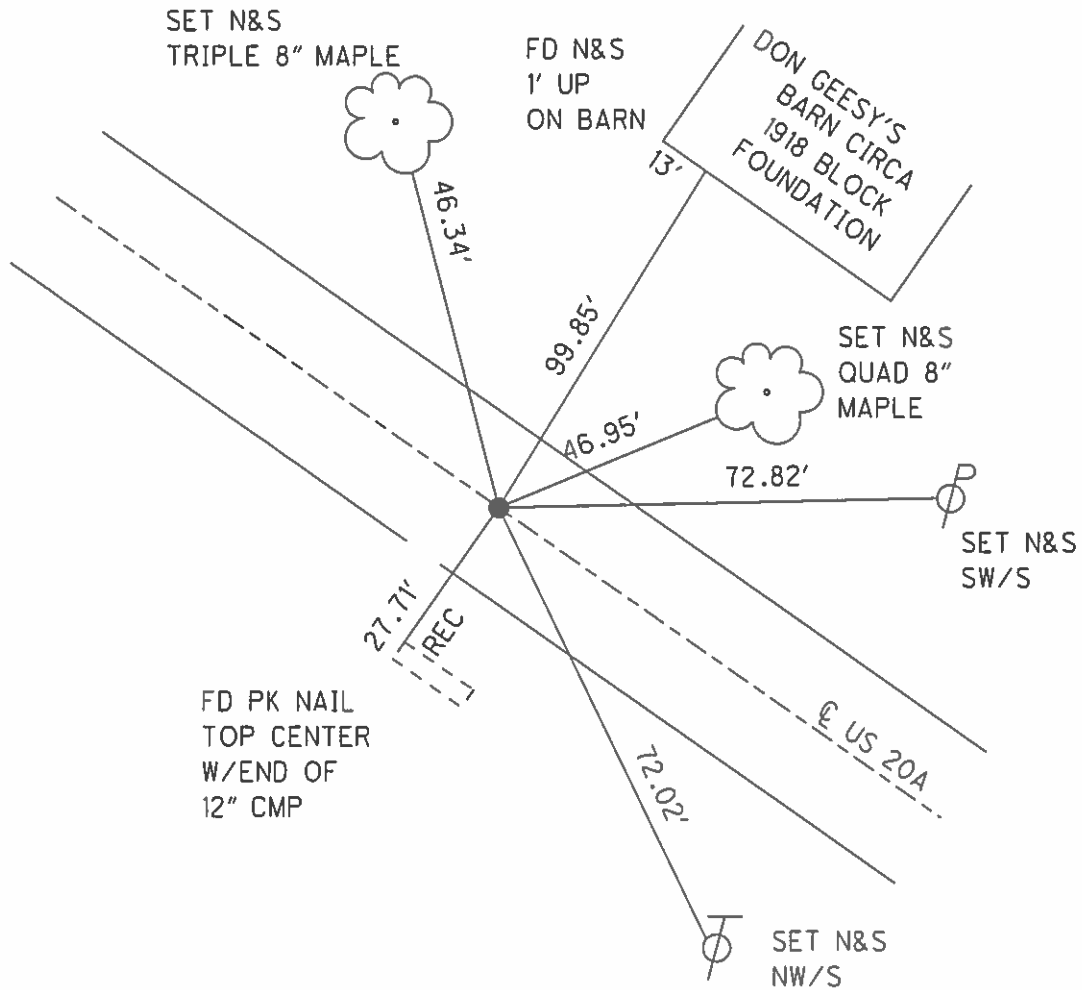 SET N&S
TRIPLE 8" MAPLE
FD N&S
1' UP
ON BARN
DON GEESY'S
BARN CIRCA
1918 BLOCK
FOUNDATION
13'
46.34'
99.85'
SET N&S
QUAD 8"
MAPLE
46.95'
72.82'
SET N&S
SW/S
P
27.71'
REC
FD PK NAIL
TOP CENTER
W/END OF
12" CMP
℄ US 20A
72.02'
T
SET N&S
NW/S